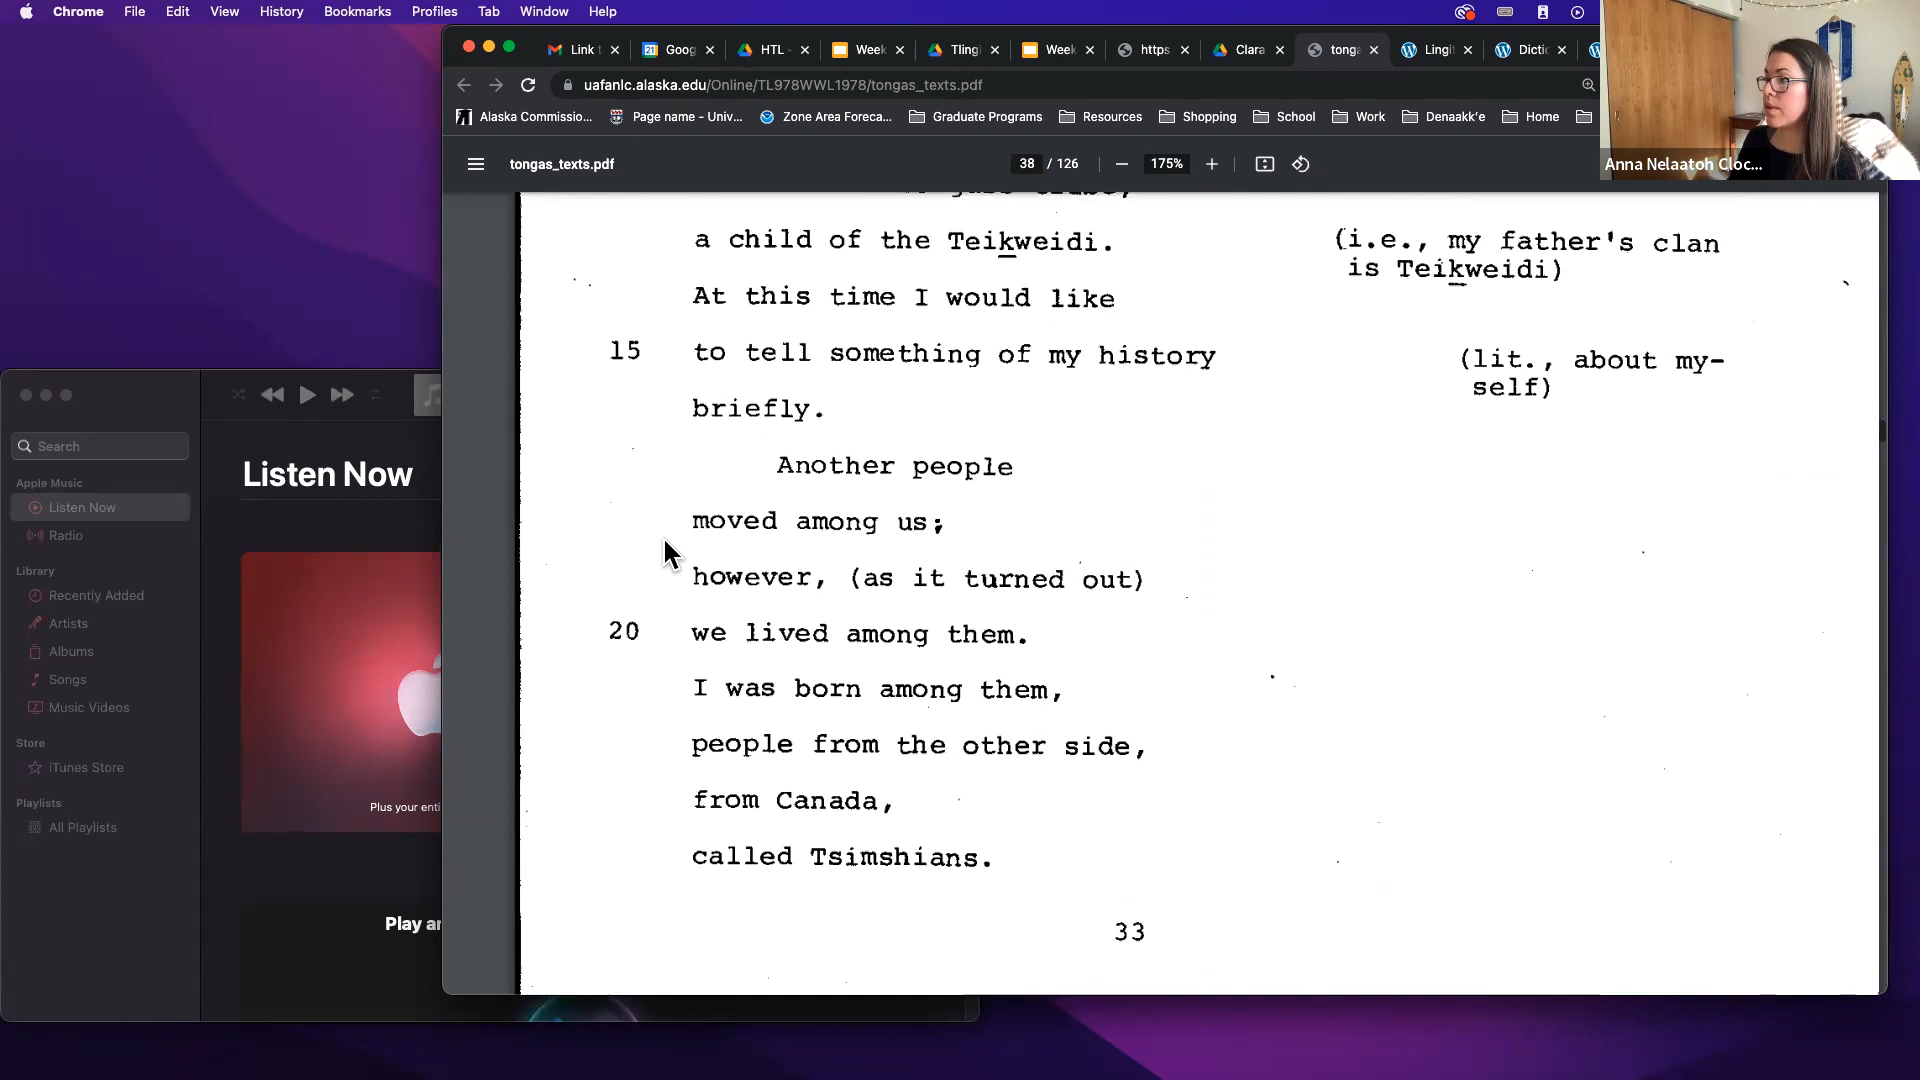 Chrome File Edit View History Bookmarks Profiles Tab Window Help
Link t Goog HTL - Week Tlingi Week https Clara tonga Lingít Dictio
uafanlc.alaska.edu/Online/TL978WWL1978/tongas_texts.pdf
Alaska Commissio... Page name - Univ... Zone Area Foreca... Graduate Programs Resources Shopping School Work Denaakk'e Home
tongas_texts.pdf 38 / 126 175%
Anna Nelaatoh Cloc...
a child of the Teiḵweidi. (i.e., my father's clan
is Teiḵweidi)
At this time I would like
15 to tell something of my history (lit., about my-
self)
briefly.
Another people
moved among us;
however, (as it turned out)
20 we lived among them.
I was born among them,
people from the other side,
from Canada,
called Tsimshians.
33
Search
Apple Music
Listen Now
Radio
Library
Recently Added
Artists
Albums
Songs
Music Videos
Store
iTunes Store
Playlists
All Playlists
Listen Now
Plus your enti
Play an